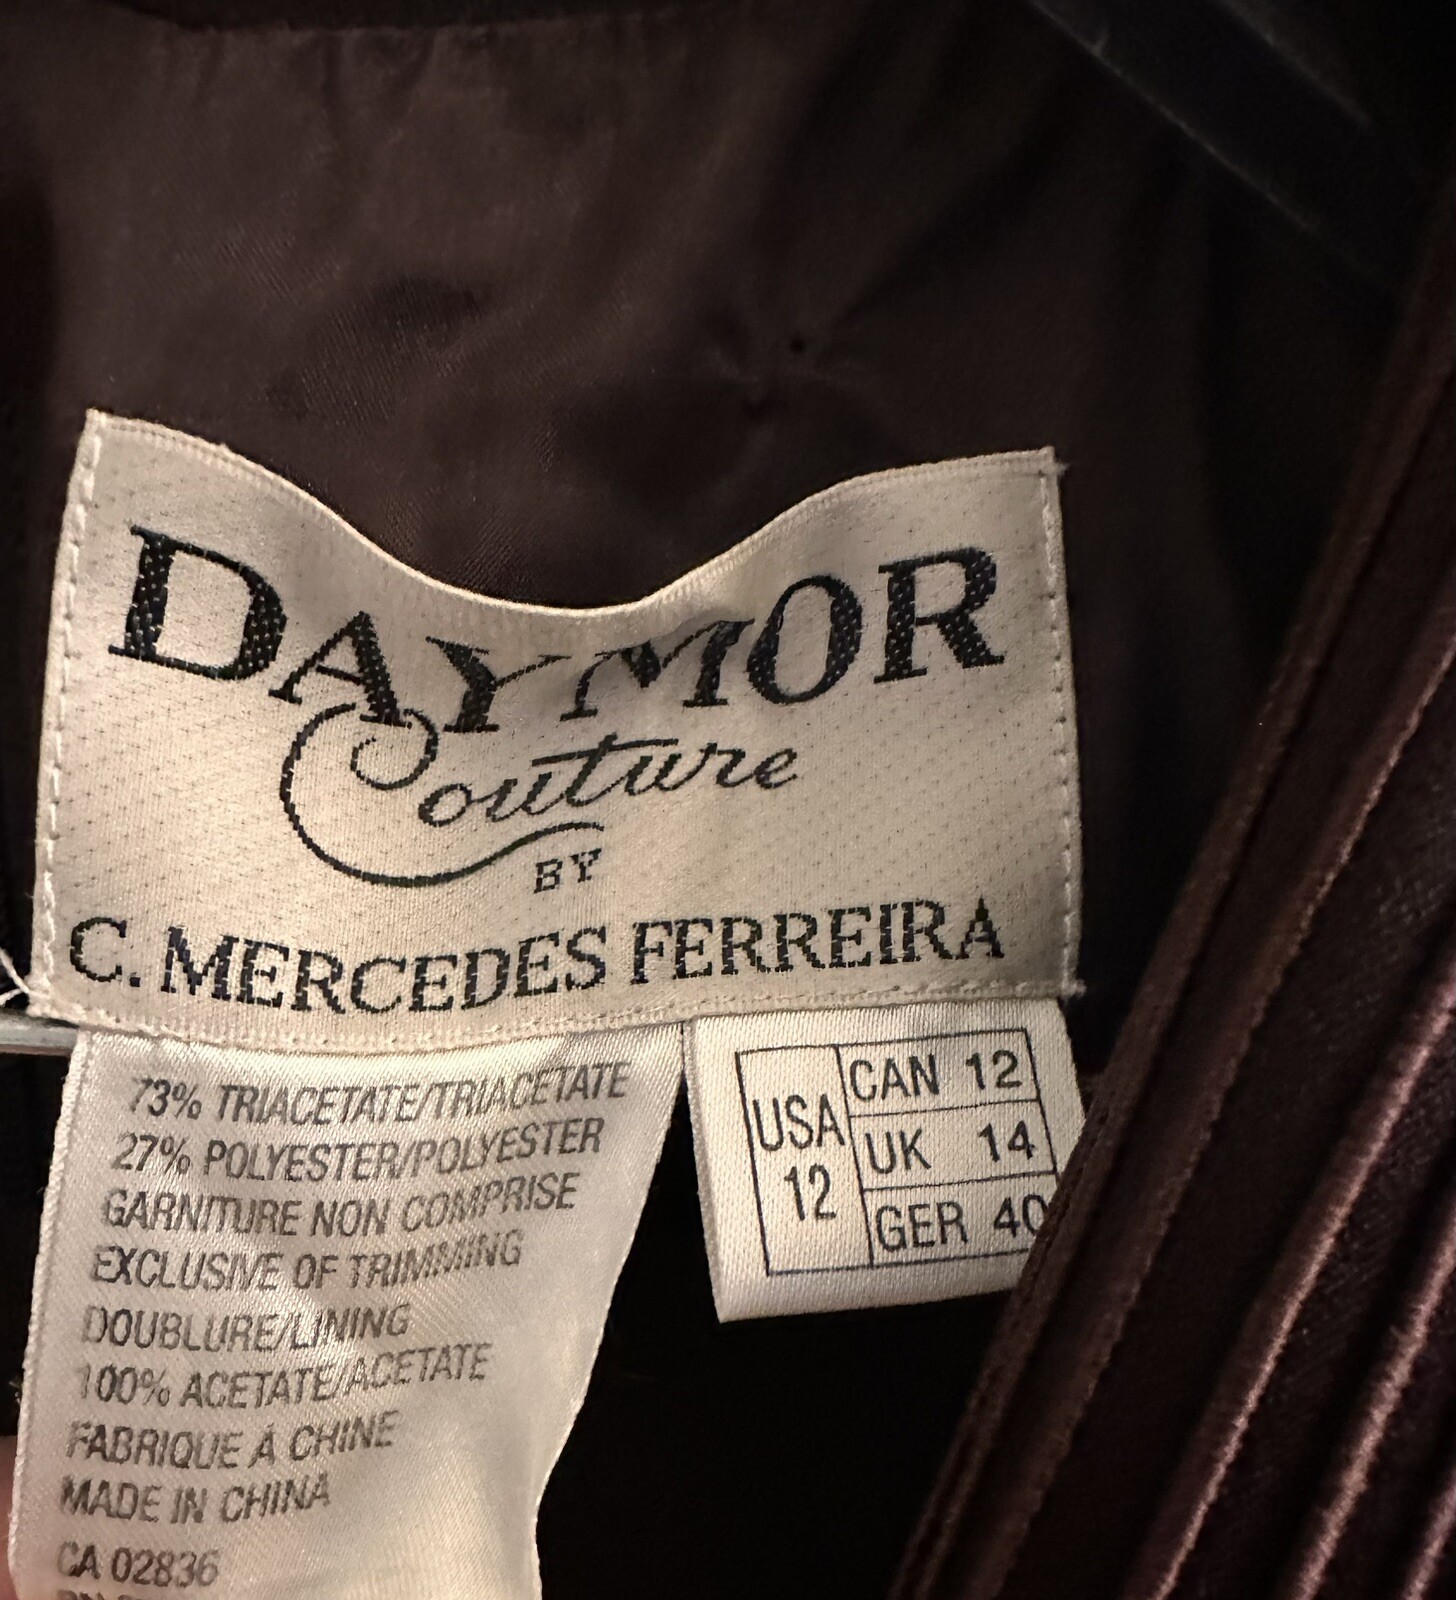 DAYMOR
Couture
BY
C. MERCEDES FERREIRA
73% TRIACETATE/TRIACETATE
27% POLYESTER/POLYESTER
GARNITURE NON COMPRISE
EXCLUSIVE OF TRIMMING
DOUBLURE/LINING
100% ACETATE/ACETATE
FABRIQUE À CHINE
MADE IN CHINA
CA 02836
USA
12
CAN 12
UK 14
GER 40